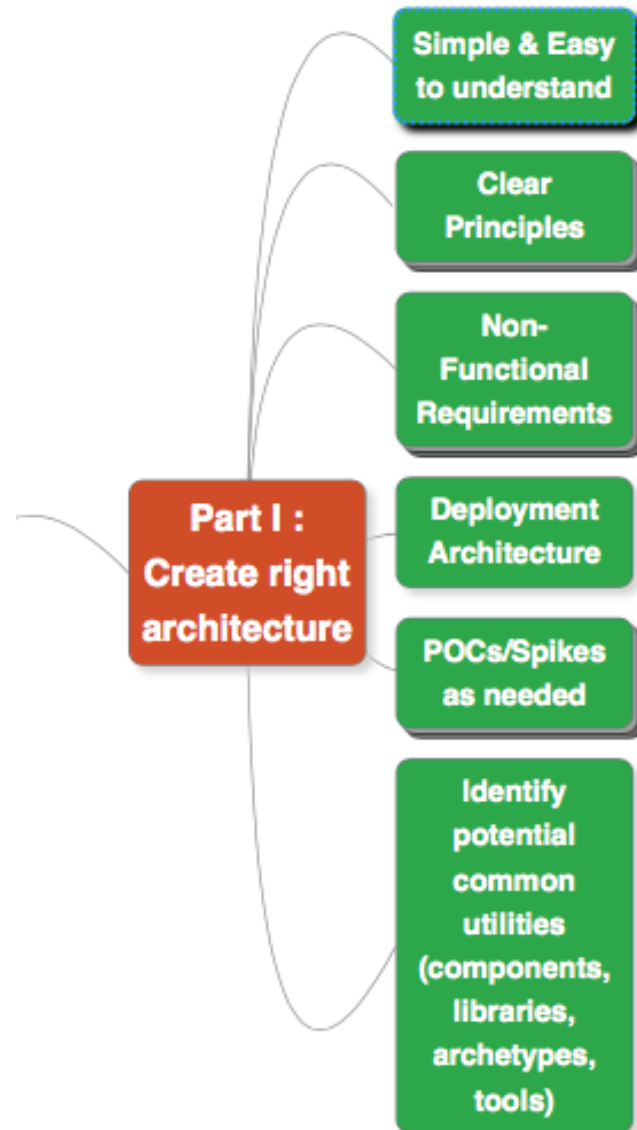 Simple & Easy
to understand
Clear
Principles
Non-
Functional
Requirements
Part I :
Create right
architecture
Deployment
Architecture
POCs/Spikes
as needed
Identify
potential
common
utilities
(components,
libraries,
archetypes,
tools)